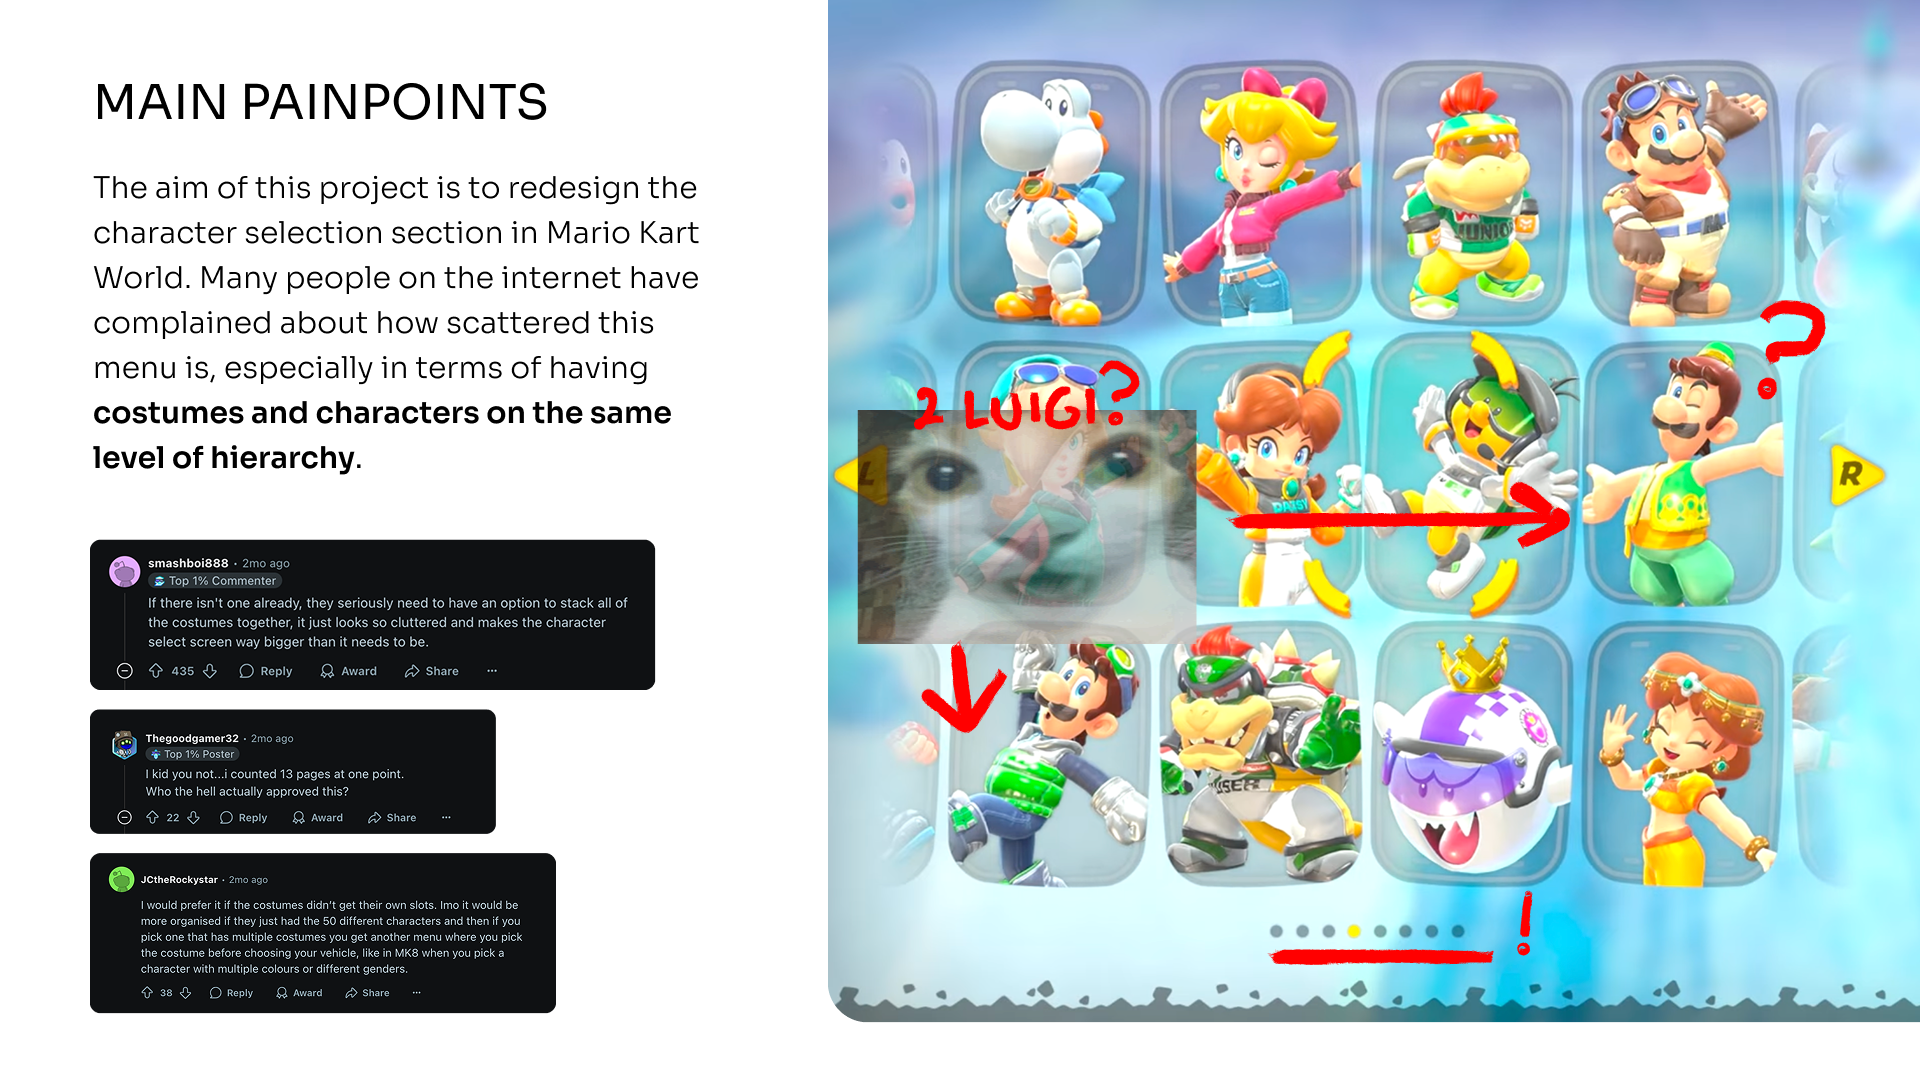 MAIN PAINPOINTS
The aim of this project is to redesign the
character selection section in Mario Kart
World. Many people on the internet have
complained about how scattered this
menu is, especially in terms of having
costumes and characters on the same
level of hierarchy.
smashboi888 • 2mo ago
Top 1% Commenter
If there isn't one already, they seriously need to have an option to stack all of
the costumes together, it just looks so cluttered and makes the character
select screen way bigger than it needs to be.
435 Reply Award Share ...
Thegoodgamer32 • 2mo ago
Top 1% Poster
I kid you not...i counted 13 pages at one point.
Who the hell actually approved this?
22 Reply Award Share ...
JCtheRockystar • 2mo ago
I would prefer it if the costumes didn't get their own slots. Imo it would be
more organised if they just had the 50 different characters and then if you
pick one that has multiple costumes you get another menu where you pick
the costume before choosing your vehicle, like in MK8 when you pick a
character with multiple colours or different genders.
38 Reply Award Share ...
JUNIOR
?
2 LUIGI?
L
DAISY
R
!